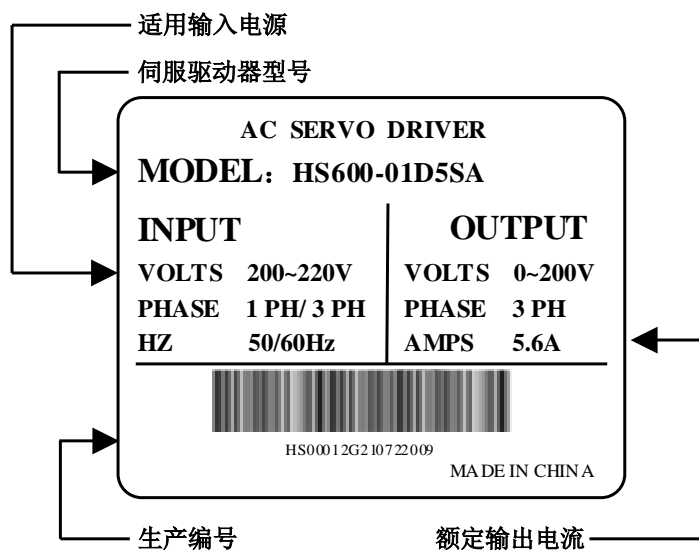 适用输入电源
伺服驱动器型号
AC SERVO DRIVER
MODEL：HS600-01D5SA
INPUT
VOLTS 200~220V
PHASE 1 PH/ 3 PH
HZ 50/60Hz
OUTPUT
VOLTS 0~200V
PHASE 3 PH
AMPS 5.6A
HS00012G210722009
MADE IN CHINA
生产编号
额定输出电流